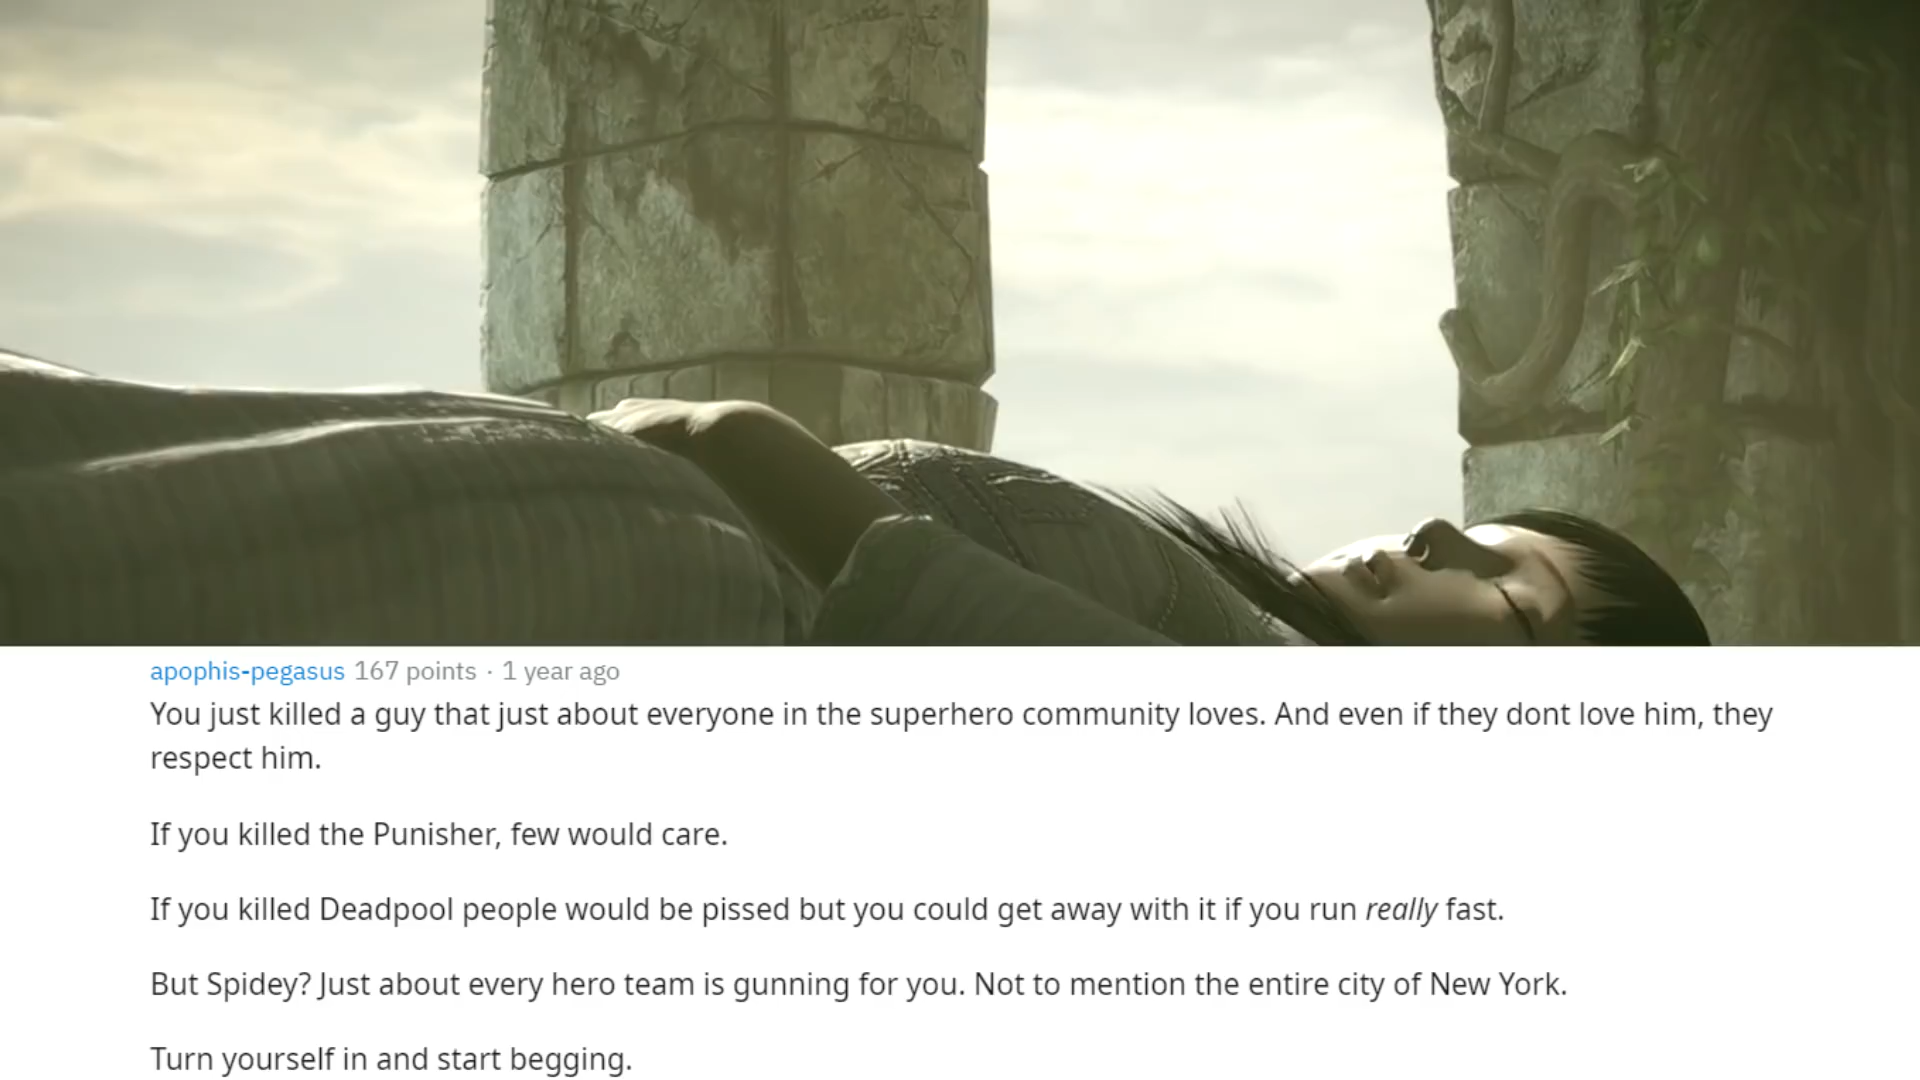 apophis-pegasus 167 points · 1 year ago
You just killed a guy that just about everyone in the superhero community loves. And even if they dont love him, they
respect him.
If you killed the Punisher, few would care.
If you killed Deadpool people would be pissed but you could get away with it if you run really fast.
But Spidey? Just about every hero team is gunning for you. Not to mention the entire city of New York.
Turn yourself in and start begging.